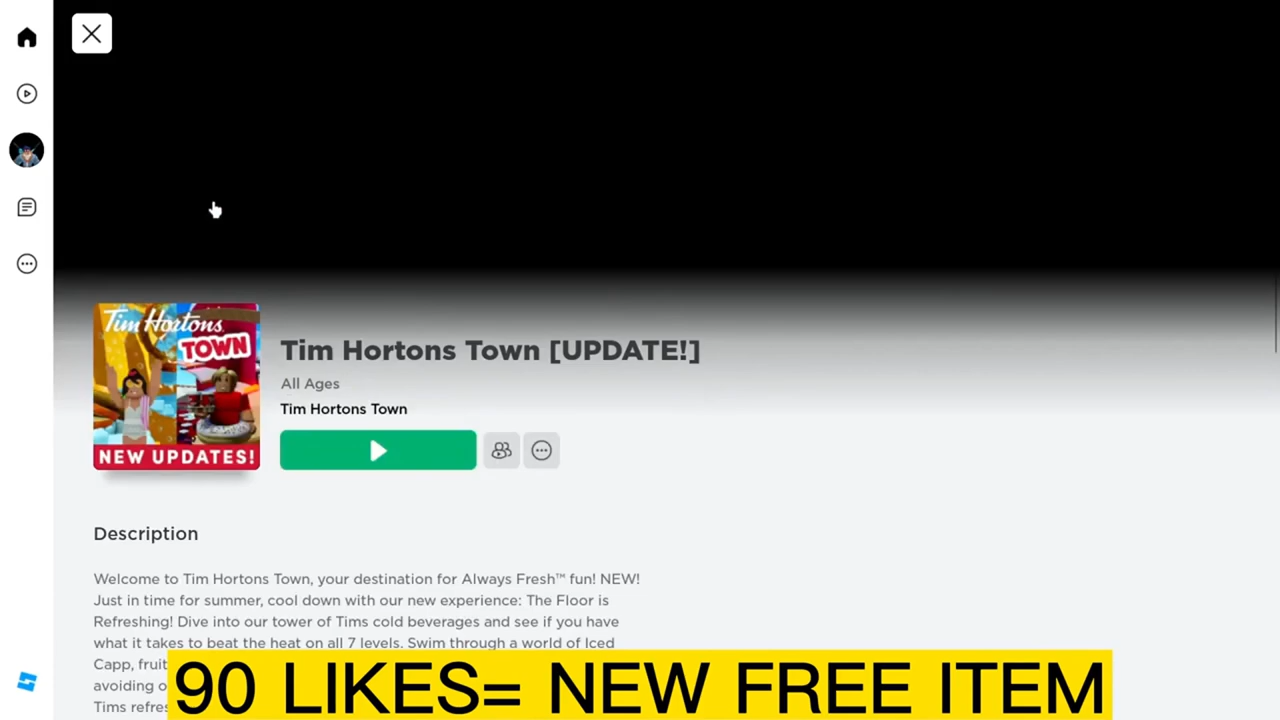 Tim Hortons
TOWN
NEW UPDATES!
Tim Hortons Town [UPDATE!]
All Ages
Tim Hortons Town
Description
Welcome to Tim Hortons Town, your destination for Always Fresh™ fun! NEW!
Just in time for summer, cool down with our new experience: The Floor is
Refreshing! Dive into our tower of Tims cold beverages and see if you have
what it takes to beat the heat on all 7 levels. Swim through a world of Iced
Capp,
avoiding
Tims
90 LIKES= NEW FREE ITEM